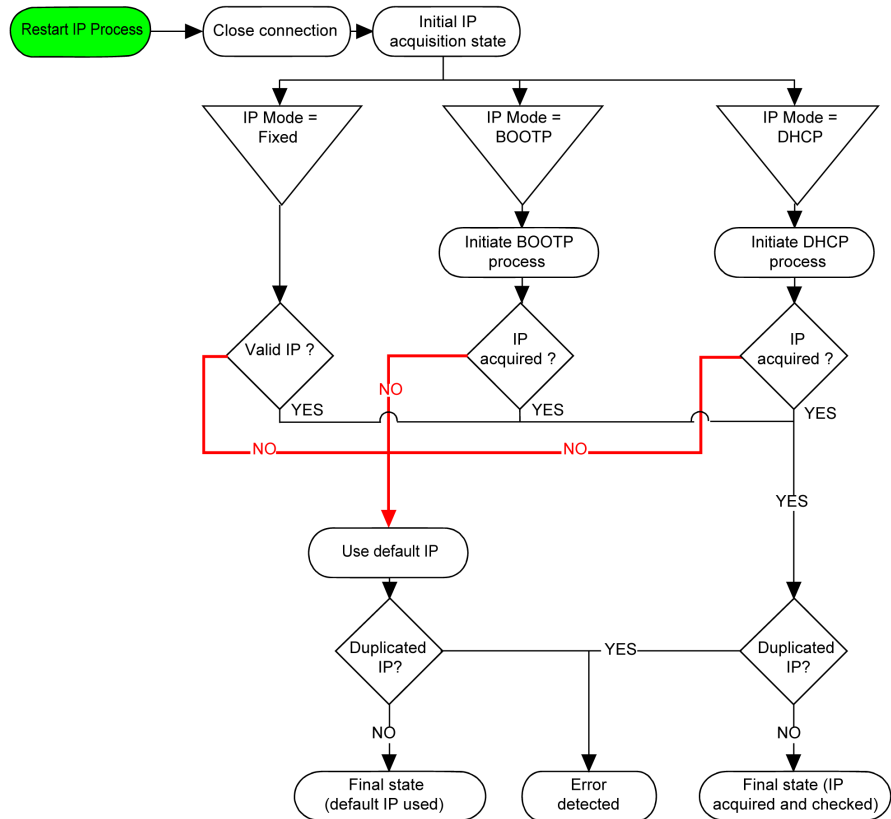 Restart IP Process
Close connection
Initial IP
acquisition state
IP Mode =
Fixed
IP Mode =
BOOTP
IP Mode =
DHCP
Initiate BOOTP
process
Initiate DHCP
process
Valid IP ?
IP
acquired ?
IP
acquired ?
NO
YES
YES
YES
NO
NO
YES
Use default IP
Duplicated
IP?
YES
Duplicated
IP?
NO
NO
Final state
(default IP used)
Error
detected
Final state (IP
acquired and checked)